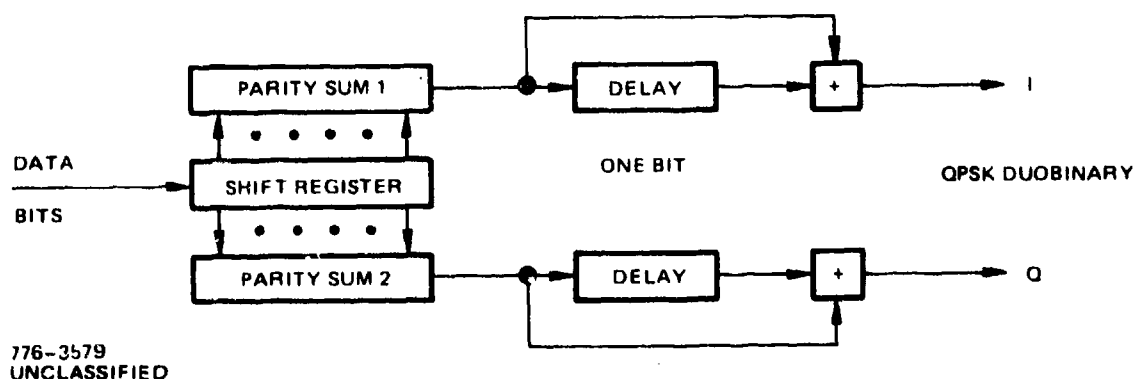 PARITY SUM 1
DELAY
+
I
DATA
BITS
SHIFT REGISTER
ONE BIT
QPSK DUOBINARY
PARITY SUM 2
DELAY
+
Q
776-3579
UNCLASSIFIED